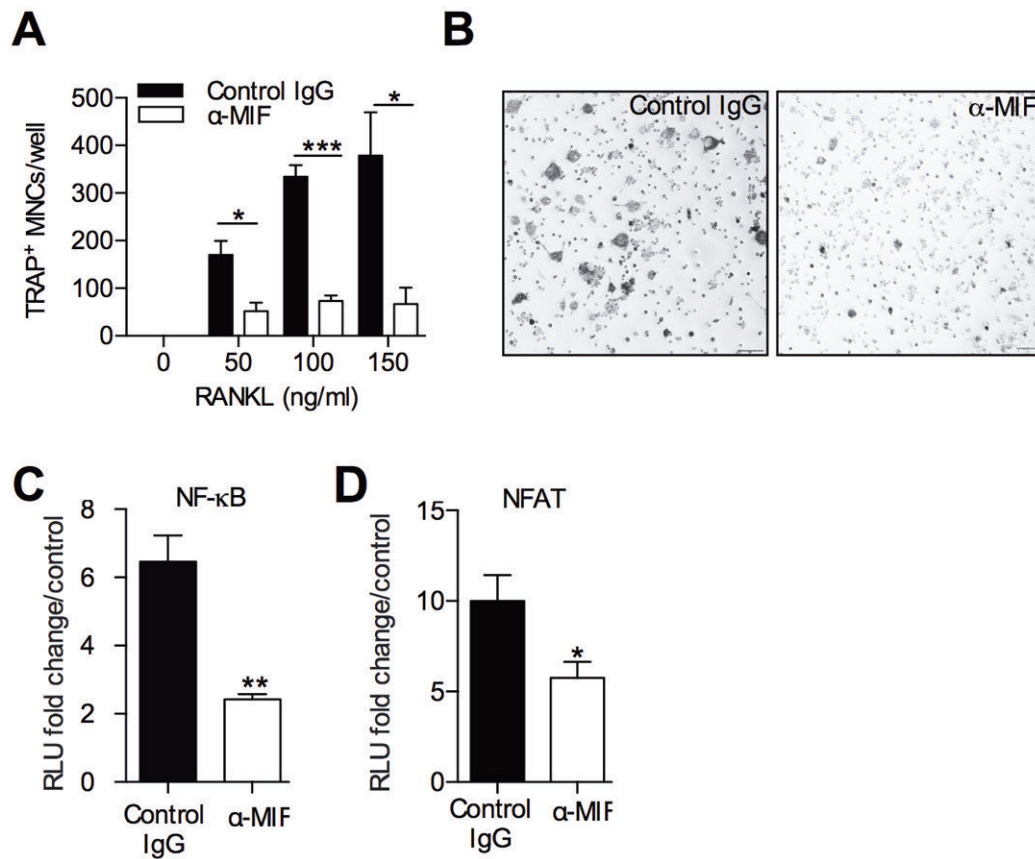 A
Control IgG
α-MIF
TRAP⁺ MNCs/well
500
400
300
200
100
0
*
***
*
0 50 100 150
RANKL (ng/ml)
B
Control IgG
α-MIF
C
NF-κB
RLU fold change/control
8
6
4
2
0
**
Control IgG
α-MIF
D
NFAT
RLU fold change/control
15
10
5
0
*
Control IgG
α-MIF